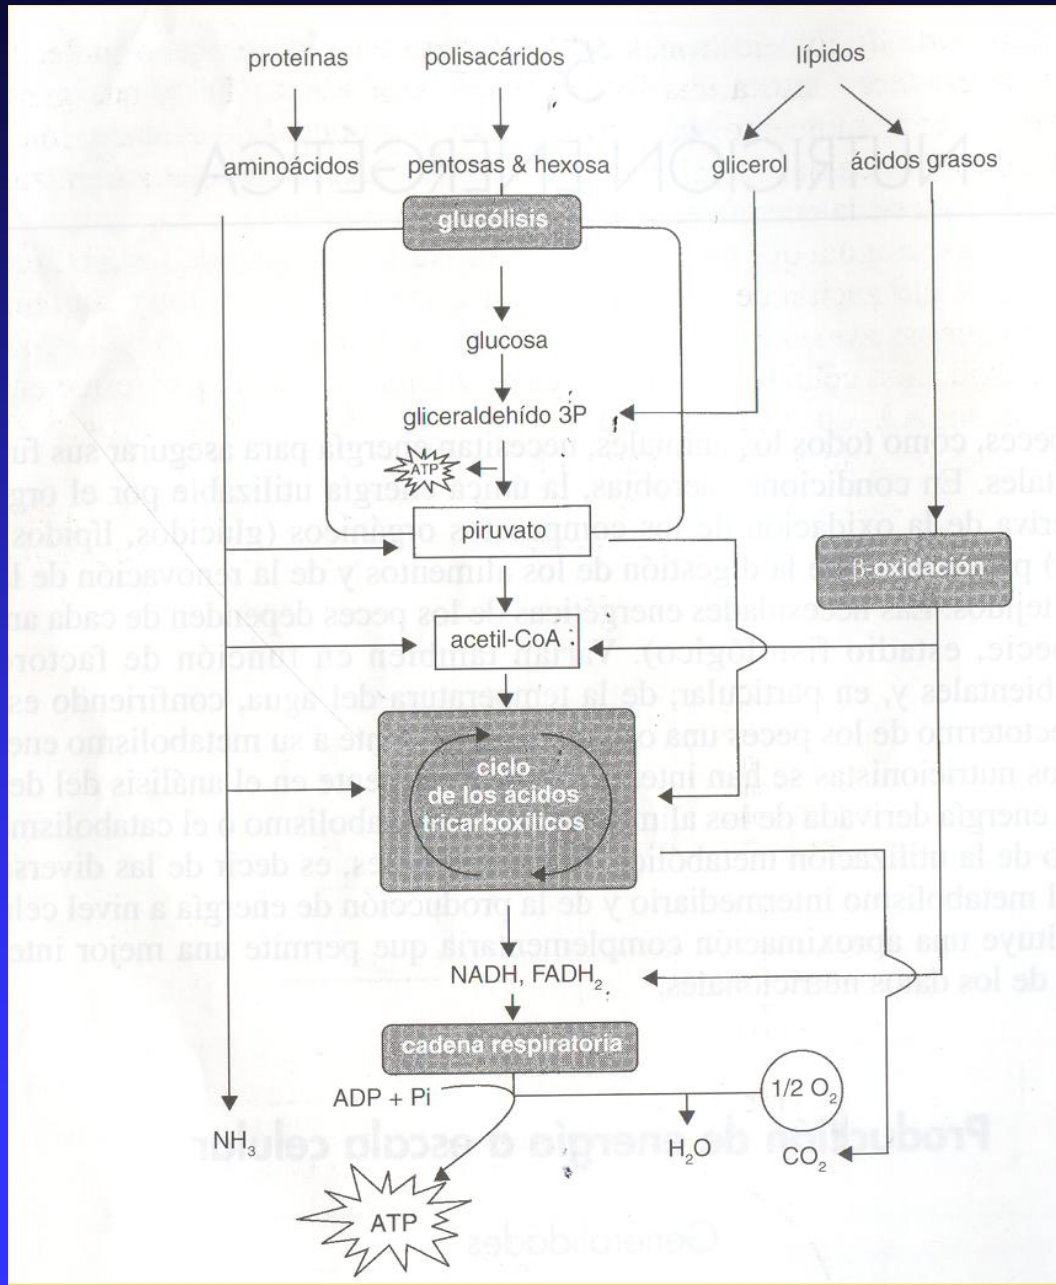 proteínas polisacáridos lípidos
aminoácidos pentosas & hexosa glicerol ácidos grasos
glucólisis
glucosa
gliceraldehído 3P
ATP
piruvato
β-oxidación
acetil-CoA
ciclo
de los ácidos
tricarboxílicos
NADH, FADH₂
cadena respiratoria
ADP + Pi
1/2 O₂
NH₃
H₂O
CO₂
ATP